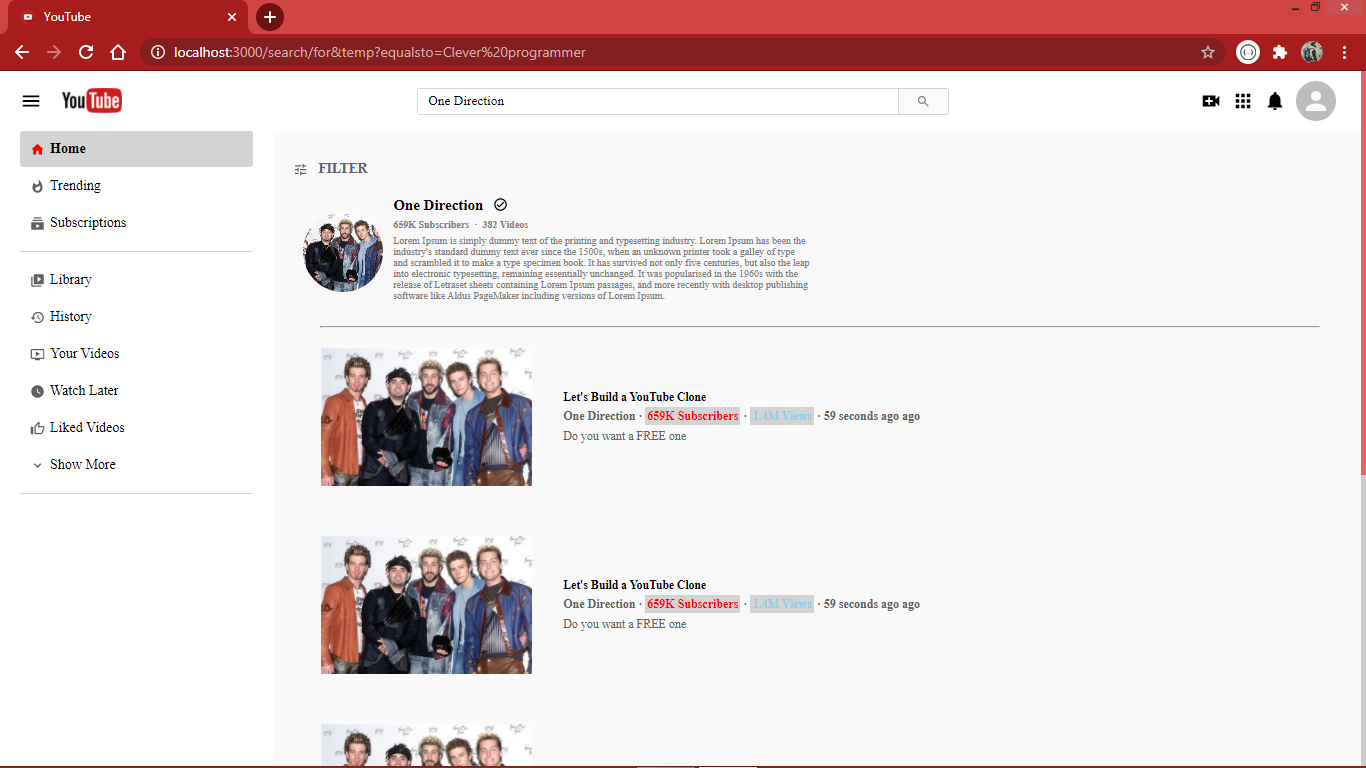 YouTube
localhost:3000/search/for&temp?equalsto=Clever%20programmer
YouTube
One Direction
Home
Trending
Subscriptions
Library
History
Your Videos
Watch Later
Liked Videos
Show More
FILTER
One Direction
659K Subscribers · 382 Videos
Lorem Ipsum is simply dummy text of the printing and typesetting industry. Lorem Ipsum has been the
industry's standard dummy text ever since the 1500s, when an unknown printer took a galley of type
and scrambled it to make a type specimen book. It has survived not only five centuries, but also the leap
into electronic typesetting, remaining essentially unchanged. It was popularised in the 1960s with the
release of Letraset sheets containing Lorem Ipsum passages, and more recently with desktop publishing
software like Aldus PageMaker including versions of Lorem Ipsum.
Let's Build a YouTube Clone
One Direction · 659K Subscribers · 1.4M Views · 59 seconds ago ago
Do you want a FREE one
Let's Build a YouTube Clone
One Direction · 659K Subscribers · 1.4M Views · 59 seconds ago ago
Do you want a FREE one